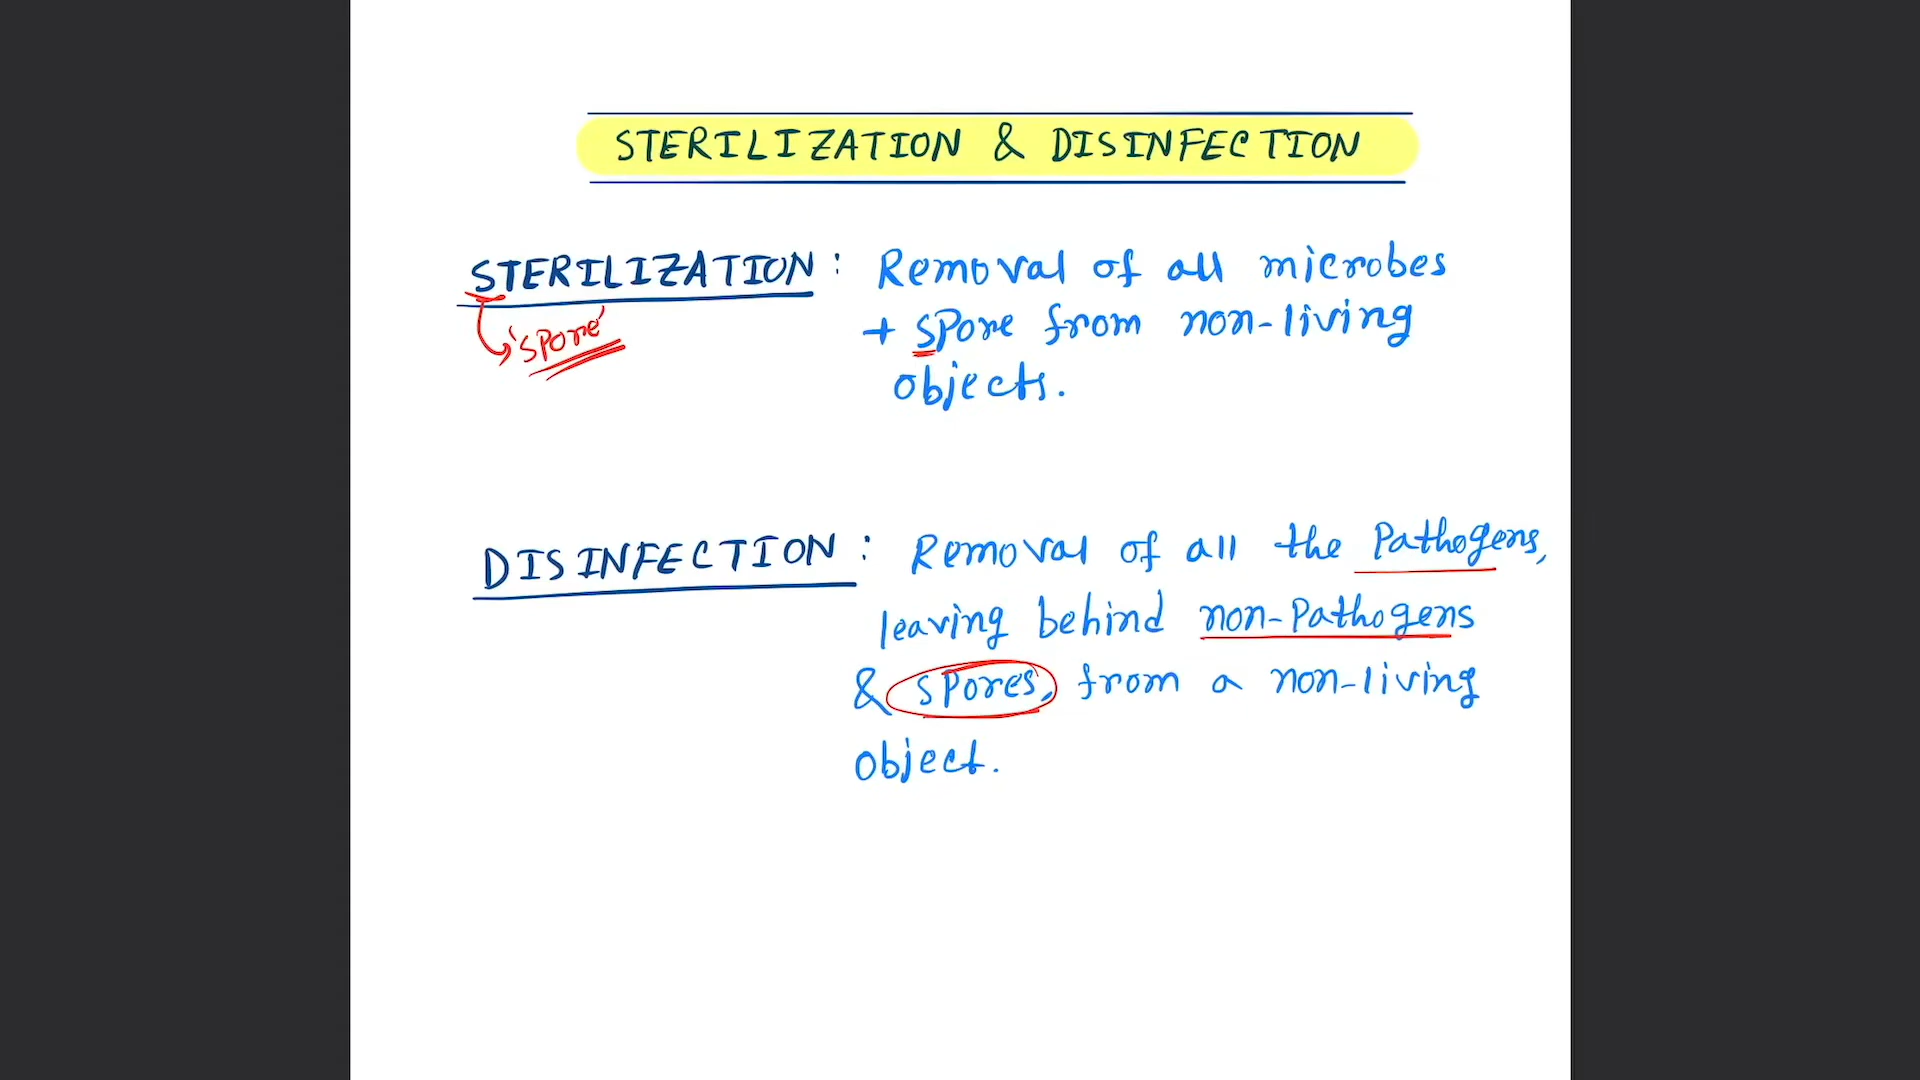 STERILIZATION & DISINFECTION
STERILIZATION : Removal of all microbes
'spore'
+ spore from non-living
objects.
DISINFECTION : Removal of all the Pathogens,
leaving behind non-pathogens
& spores, from a non-living
object.